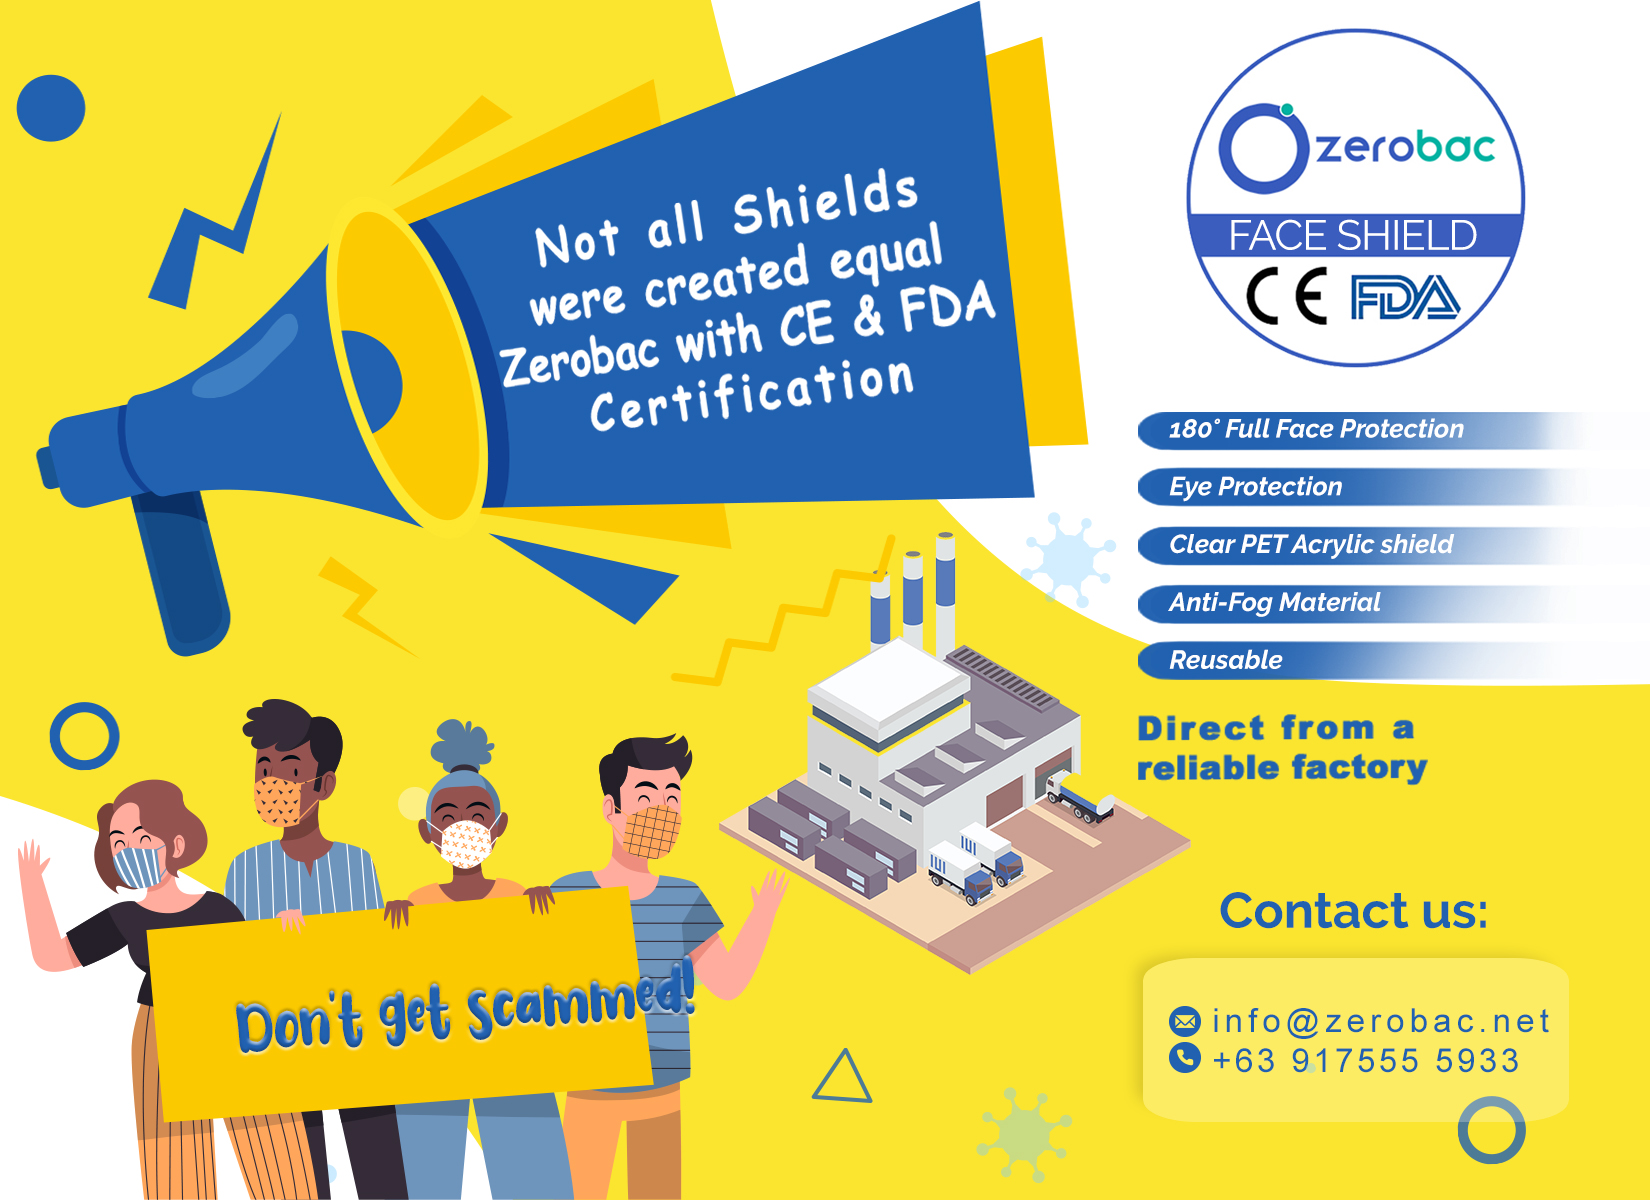 Not all Shields
were created equal
Zerobac with CE & FDA
Certification
zerobac
FACE SHIELD
CE FDA
180° Full Face Protection
Eye Protection
Clear PET Acrylic shield
Anti-Fog Material
Reusable
Direct from a
reliable factory
Don't get scammed!
Contact us:
info@zerobac.net
+63 917555 5933